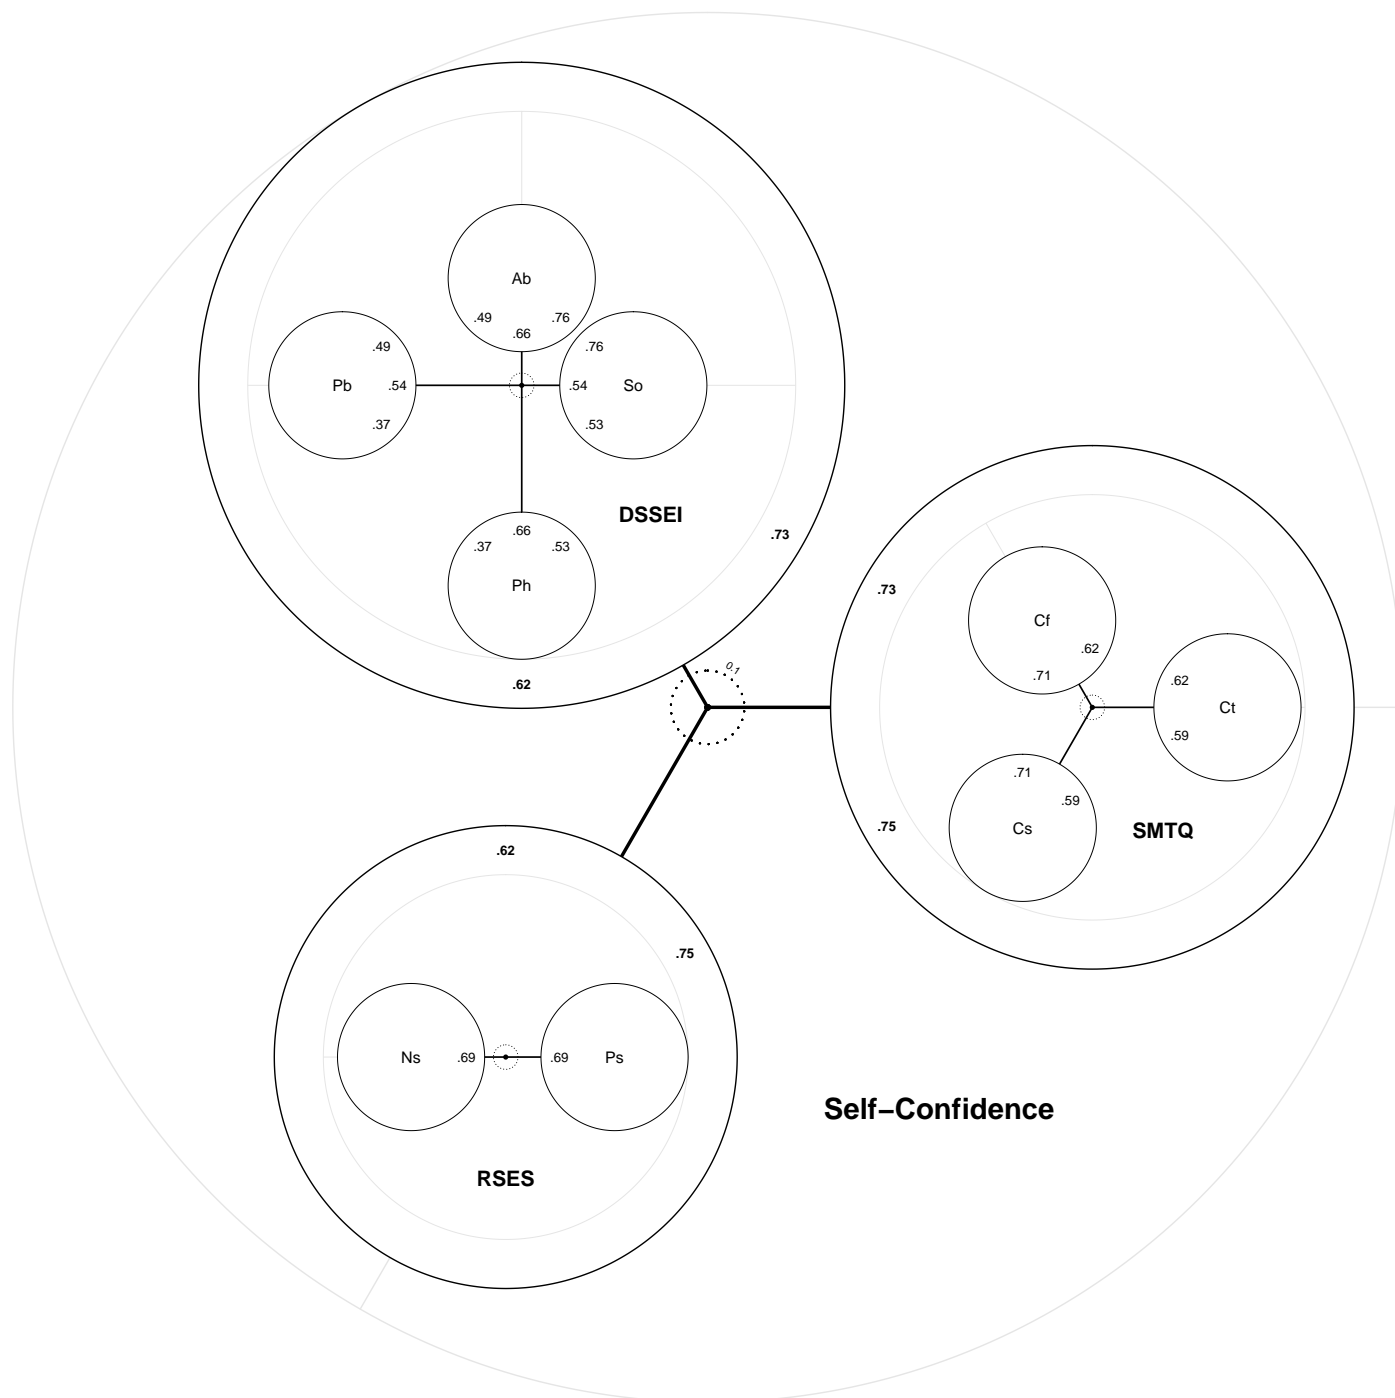 Ab
.49
.76
.66
.49
.76
Pb
.54
.54
So
.37
.53
DSSEI
.66
.37
.53
.73
Ph
.73
Cf
.62
0.1
.71
.62
.62
Ct
.59
.71
.59
.75
Cs
SMTQ
.62
.75
Ns
.69
.69
Ps
Self−Confidence
RSES